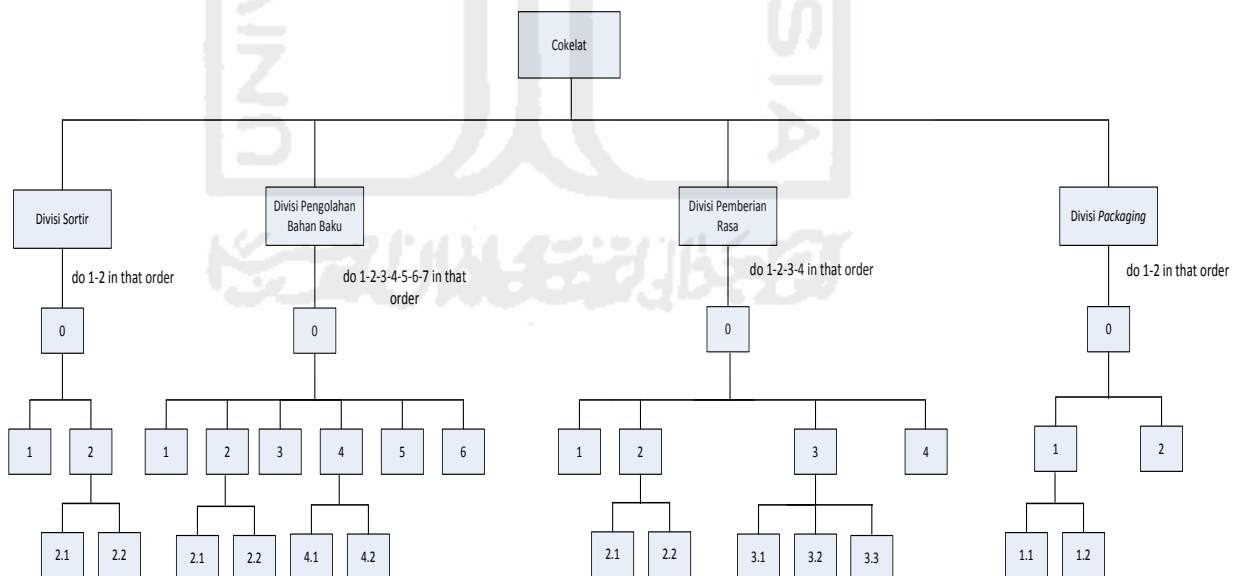 Cokelat
Divisi Sortir
Divisi Pengolahan
Bahan Baku
Divisi Pemberian
Rasa
Divisi Packaging
do 1-2 in that order
do 1-2-3-4-5-6-7 in that
order
do 1-2-3-4 in that order
do 1-2 in that order
0
0
0
0
1
2
1
2
3
4
5
6
1
2
3
4
1
2
2.1
2.2
2.1
2.2
4.1
4.2
2.1
2.2
3.1
3.2
3.3
1.1
1.2